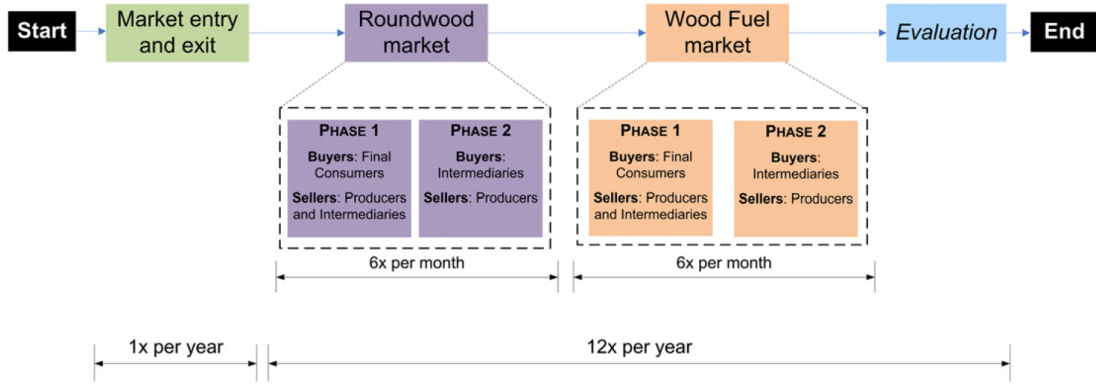 Start
Market entry
and exit
Roundwood
market
Wood Fuel
market
Evaluation
End
PHASE 1
Buyers: Final
Consumers
Sellers: Producers
and Intermediaries
PHASE 2
Buyers:
Intermediaries
Sellers: Producers
PHASE 1
Buyers: Final
Consumers
Sellers: Producers
and Intermediaries
PHASE 2
Buyers:
Intermediaries
Sellers: Producers
6x per month
6x per month
1x per year
12x per year